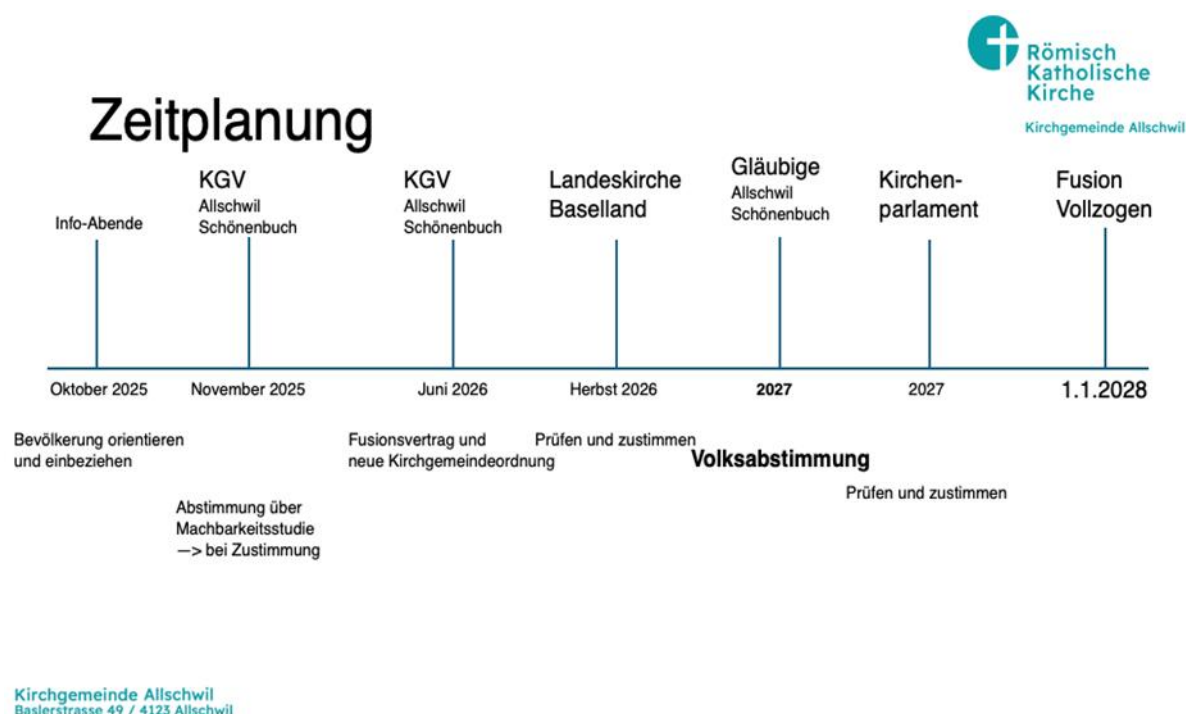 Römisch
Katholische
Kirche
Kirchgemeinde Allschwil
Zeitplanung
Info-Abende
KGV
Allschwil
Schönenbuch
KGV
Allschwil
Schönenbuch
Landeskirche
Baselland
Gläubige
Allschwil
Schönenbuch
Kirchen-
parlament
Fusion
Vollzogen
Oktober 2025
November 2025
Juni 2026
Herbst 2026
2027
2027
1.1.2028
Bevölkerung orientieren
und einbeziehen
Abstimmung über
Machbarkeitsstudie
—> bei Zustimmung
Fusionsvertrag und
neue Kirchgemeindeordnung
Prüfen und zustimmen
Volksabstimmung
Prüfen und zustimmen
Kirchgemeinde Allschwil
Baslerstrasse 49 / 4123 Allschwil